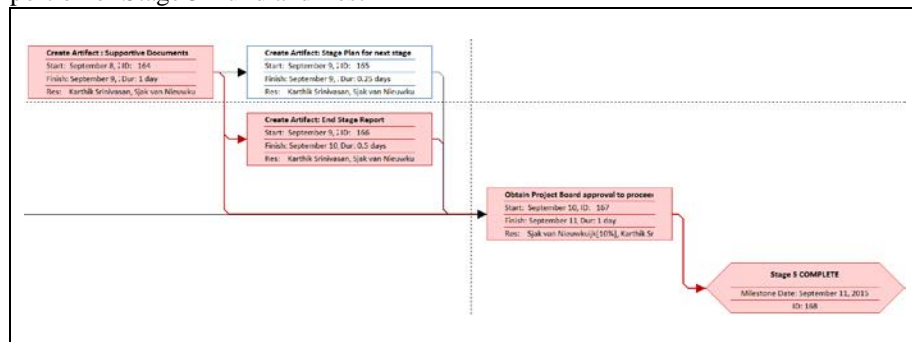 Create Artifact : Supportive Documents
Start: September 8, ID: 164
Finish: September 9, Dur: 1 day
Res: Karthik Srinivasan, Sjak van Nieuwku
Create Artifact: Stage Plan for next stage
Start: September 9, ID: 165
Finish: September 9, Dur: 0.25 days
Res: Karthik Srinivasan, Sjak van Nieuwku
Create Artifact: End Stage Report
Start: September 9, ID: 166
Finish: September 10, Dur: 0.5 days
Res: Karthik Srinivasan, Sjak van Nieuwku
Obtain Project Board approval to proceed
Start: September 10, ID: 167
Finish: September 11, Dur: 1 day
Res: Sjak van Nieuwkuijk[10%], Karthik Sr
Stage 5 COMPLETE
Milestone Date: September 11, 2015
ID: 168